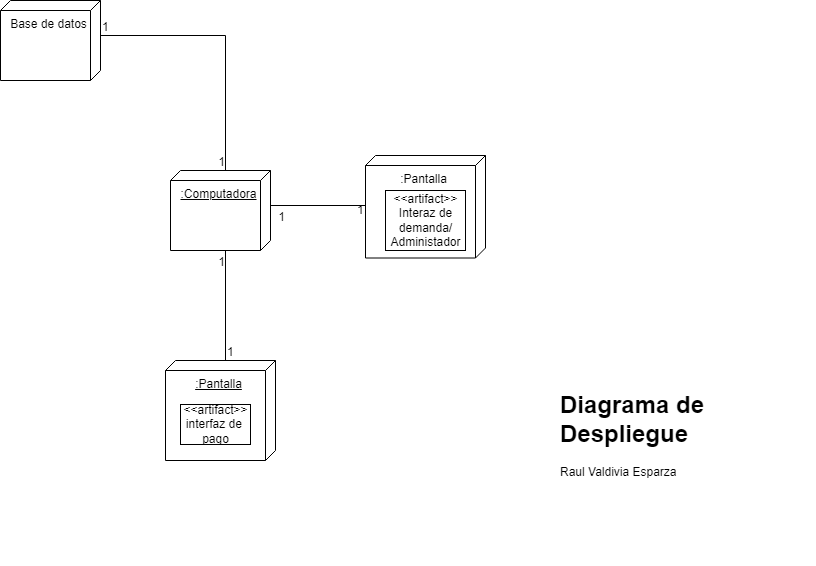 Base de datos
1
1
:Computadora
1
1
:Pantalla
<<artifact>>
Interaz de
demanda/
Administador
1
1
:Pantalla
<<artifact>>
interfaz de
pago
Diagrama de
Despliegue
Raul Valdivia Esparza